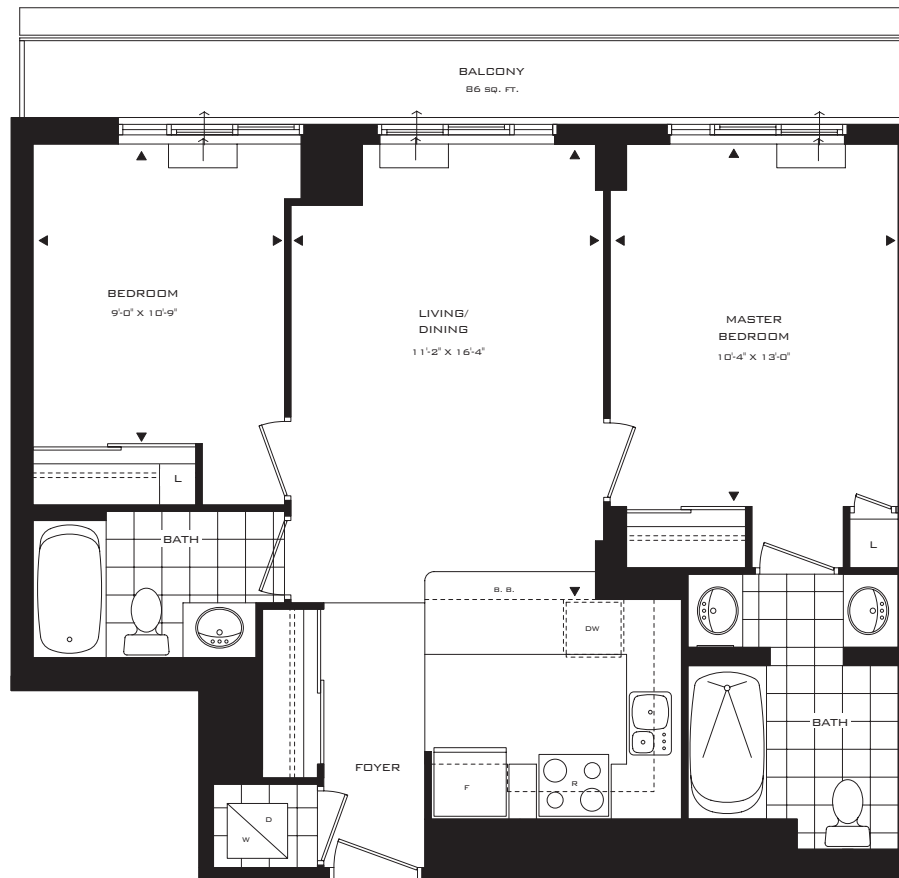 BALCONY
86 SQ. FT.
BEDROOM
9'-0" X 10'-9"
LIVING/
DINING
11'-2" X 16'-4"
MASTER
BEDROOM
10'-4" X 13'-0"
L
BATH
L
B. B.
DW
BATH
FOYER
F
R
D
W